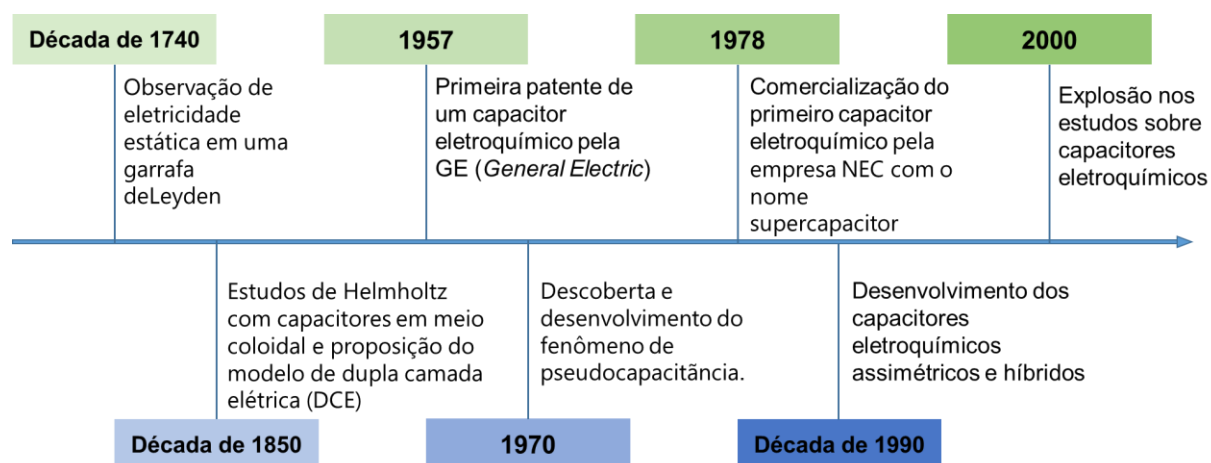 Década de 1740
Observação de
eletricidade
estática em uma
garrafa
deLeyden
1957
Primeira patente de
um capacitor
eletroquímico pela
GE (General Electric)
1978
Comercialização do
primeiro capacitor
eletroquímico pela
empresa NEC com o
nome
supercapacitor
2000
Explosão nos
estudos sobre
capacitores
eletroquímicos
Estudos de Helmholtz
com capacitores em meio
coloidal e proposição do
modelo de dupla camada
elétrica (DCE)
Década de 1850
Descoberta e
desenvolvimento do
fenômeno de
pseudocapacitância.
1970
Desenvolvimento dos
capacitores
eletroquímicos
assimétricos e híbridos
Década de 1990